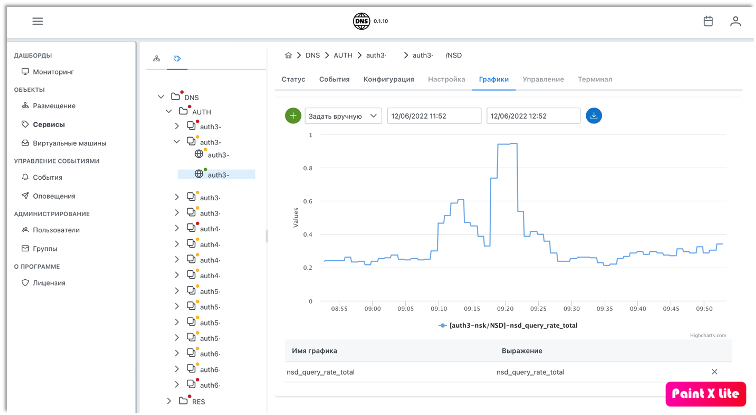 DNS 0.1.10
ДАШБОРДЫ
Мониторинг
ОБЪЕКТЫ
Размещение
Сервисы
Виртуальные машины
УПРАВЛЕНИЕ СОБЫТИЯМИ
События
Оповещения
АДМИНИСТРИРОВАНИЕ
Пользователи
Группы
О ПРОГРАММЕ
Лицензия
DNS
AUTH
auth3-
auth3-
auth3-
auth3-
auth3-
auth3-
auth4-
auth4-
auth4-
auth4-
auth5-
auth5-
auth5-
auth5-
auth6-
auth6-
auth6-
RES
DNS AUTH auth3- auth3- /NSD
Статус События Конфигурация Настройка Графики Управление Терминал
Задать вручную 12/06/2022 11:52 12/06/2022 12:52
1
0.8
0.6
0.4
0.2
0
Values
08:55 09:00 09:05 09:10 09:15 09:20 09:25 09:30 09:35 09:40 09:45 09:50
[auth3-nsk/NSD]-nsd_query_rate_total
Highcharts.com
Имя графика Выражение
nsd_query_rate_total nsd_query_rate_total
Paint X Lite